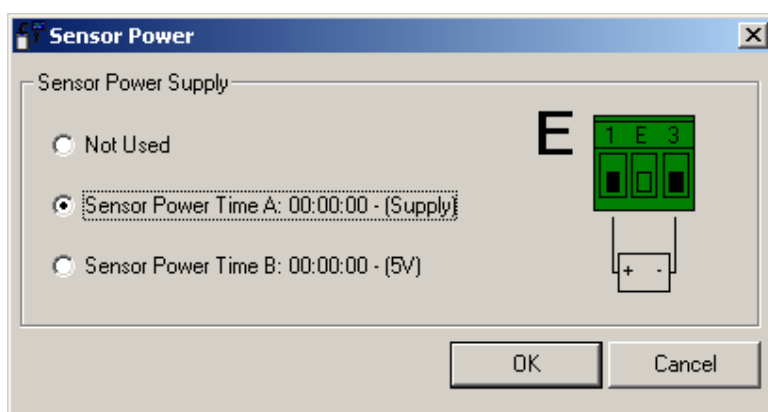 Sensor Power
Sensor Power Supply
Not Used
Sensor Power Time A: 00:00:00 - (Supply)
Sensor Power Time B: 00:00:00 - (5V)
E
1 E 3
+ -
OK
Cancel